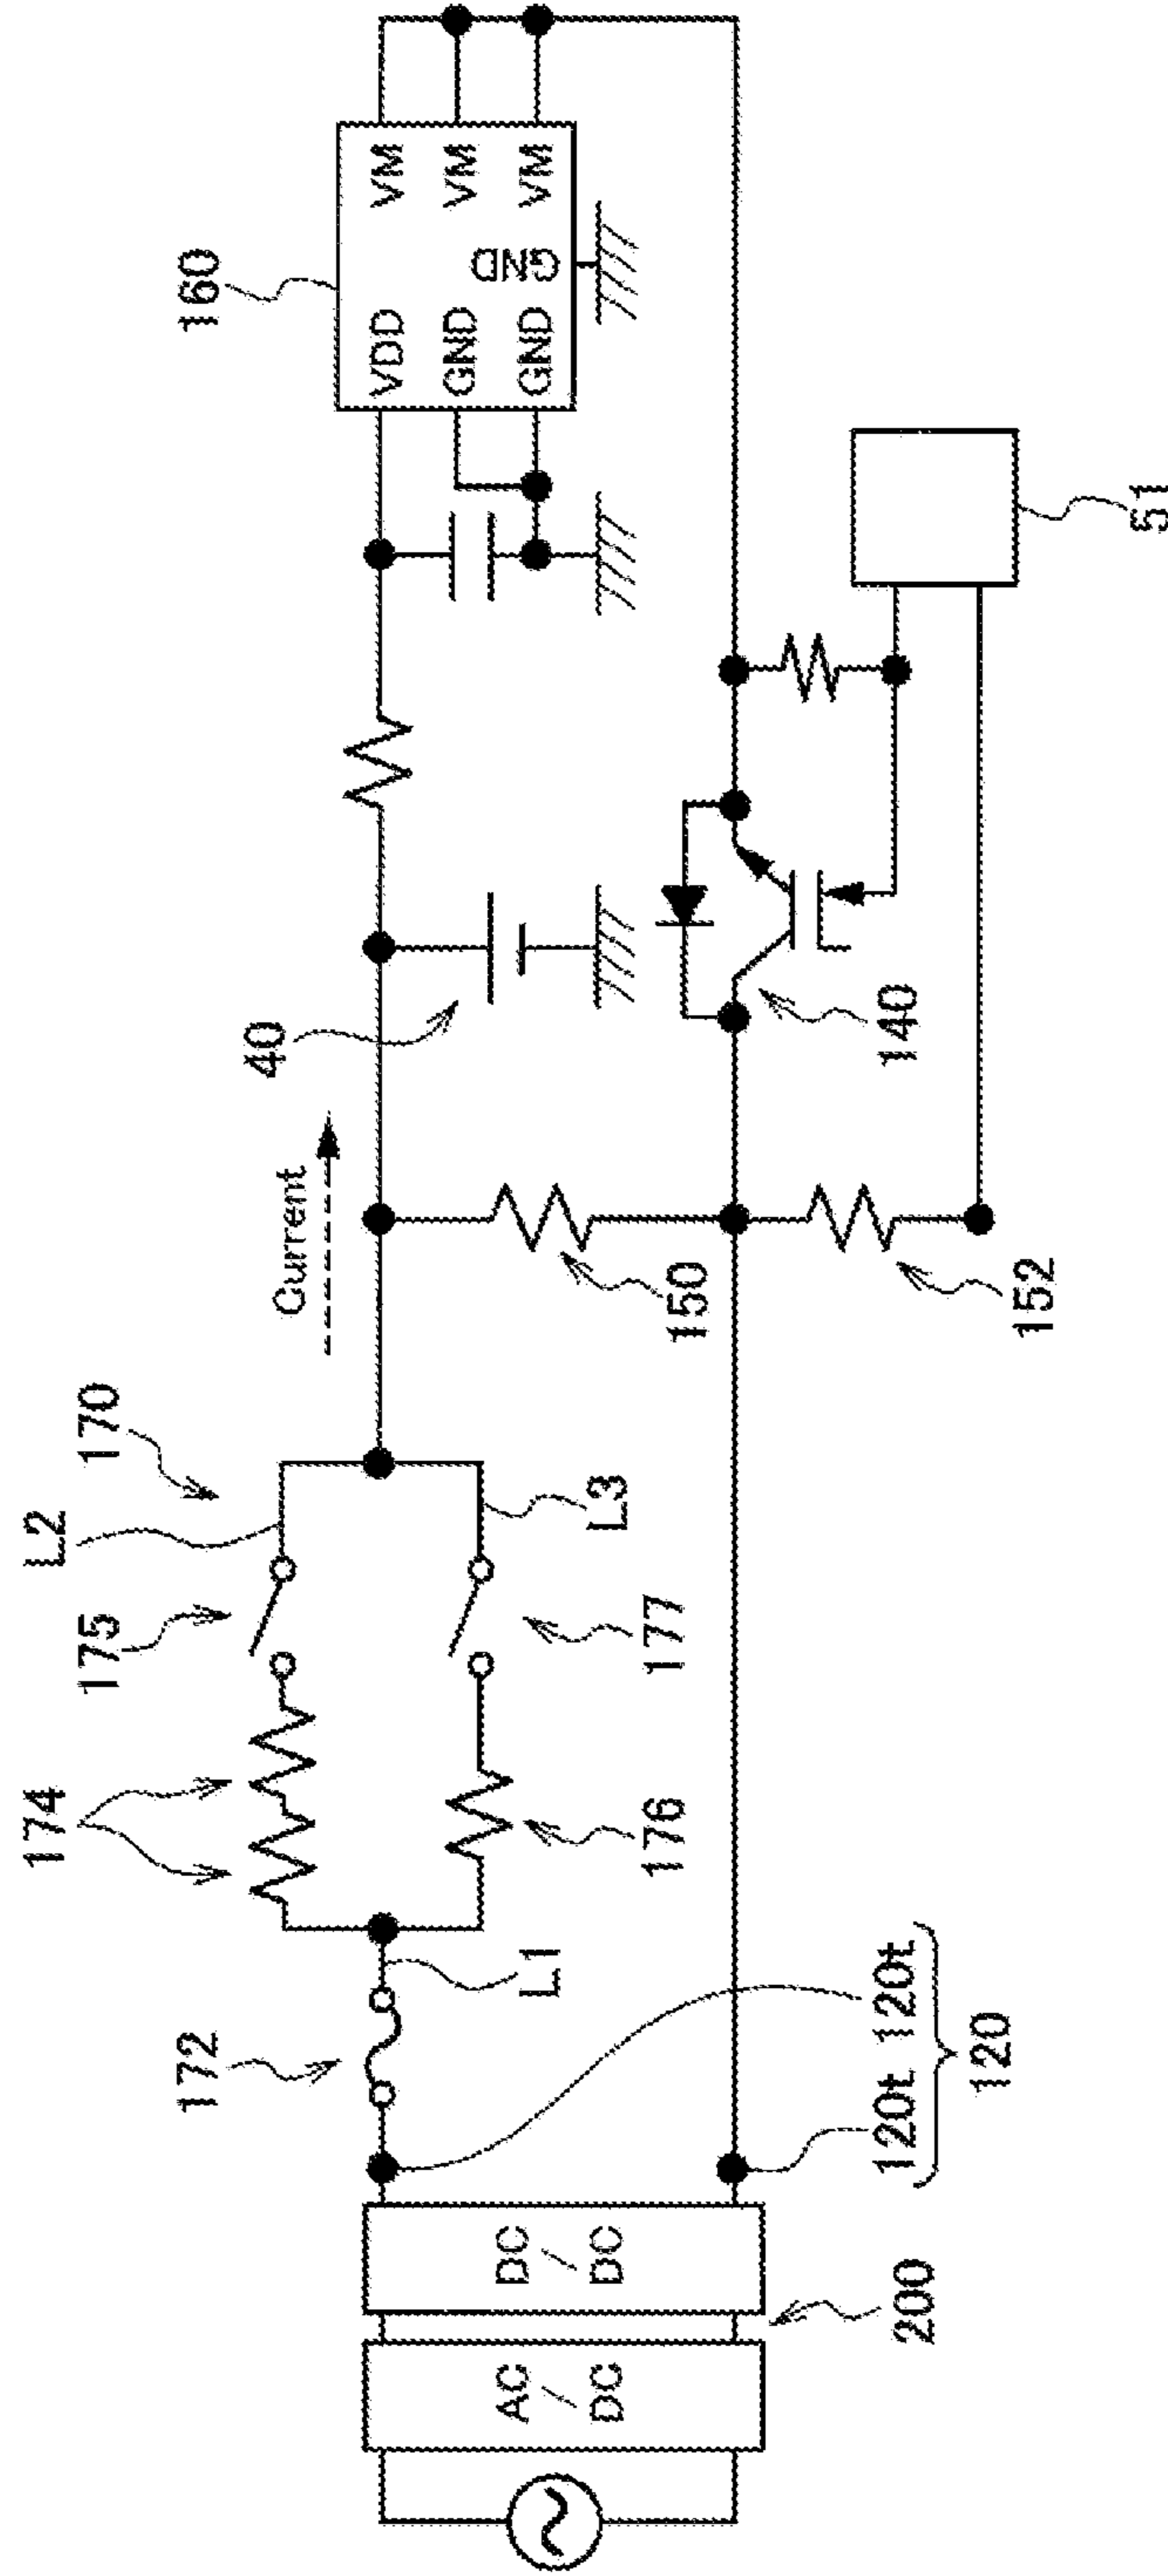 160
VDD
VM
GND
VM
GND
GND
VM
51
40
Current
140
150
152
170
L2
L3
175
177
174
176
172
L1
120t
120t
120
200
DC
/
DC
AC
/
DC